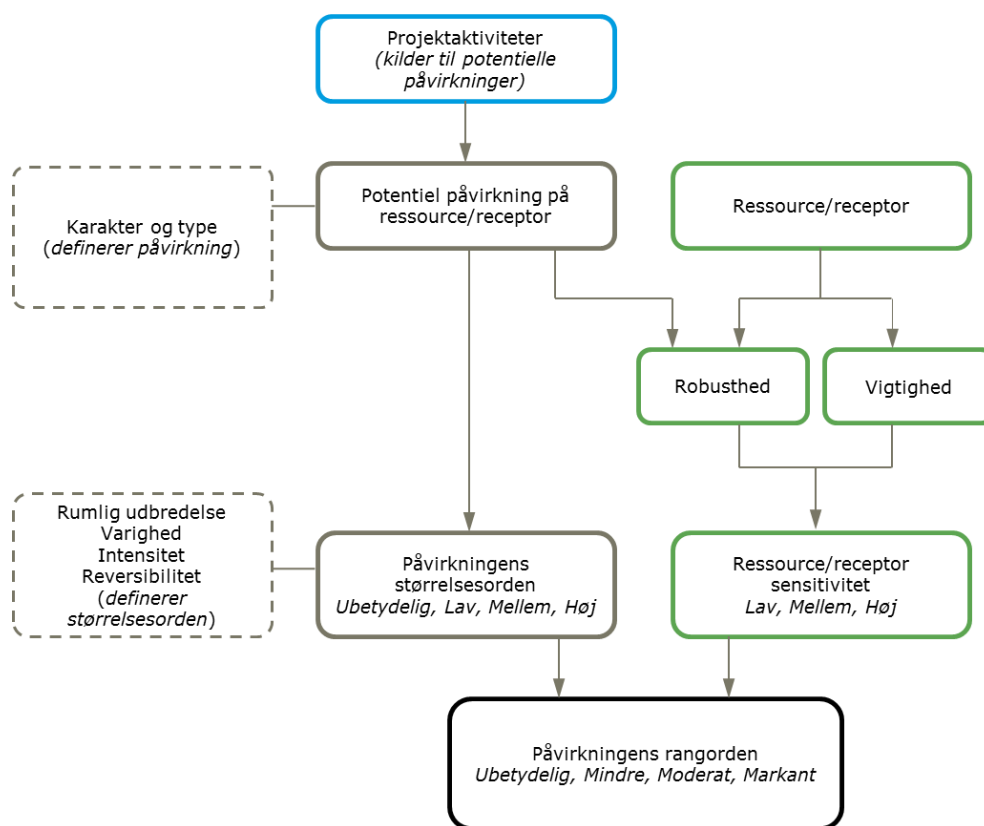 Projektaktiviteter
(kilder til potentielle
påvirkninger)
Karakter og type
(definerer påvirkning)
Potentiel påvirkning på
ressource/receptor
Ressource/receptor
Robusthed
Vigtighed
Rumlig udbredelse
Varighed
Intensitet
Reversibilitet
(definerer
størrelsesorden)
Påvirkningens
størrelsesorden
Ubetydelig, Lav, Mellem, Høj
Ressource/receptor
sensitivitet
Lav, Mellem, Høj
Påvirkningens rangorden
Ubetydelig, Mindre, Moderat, Markant